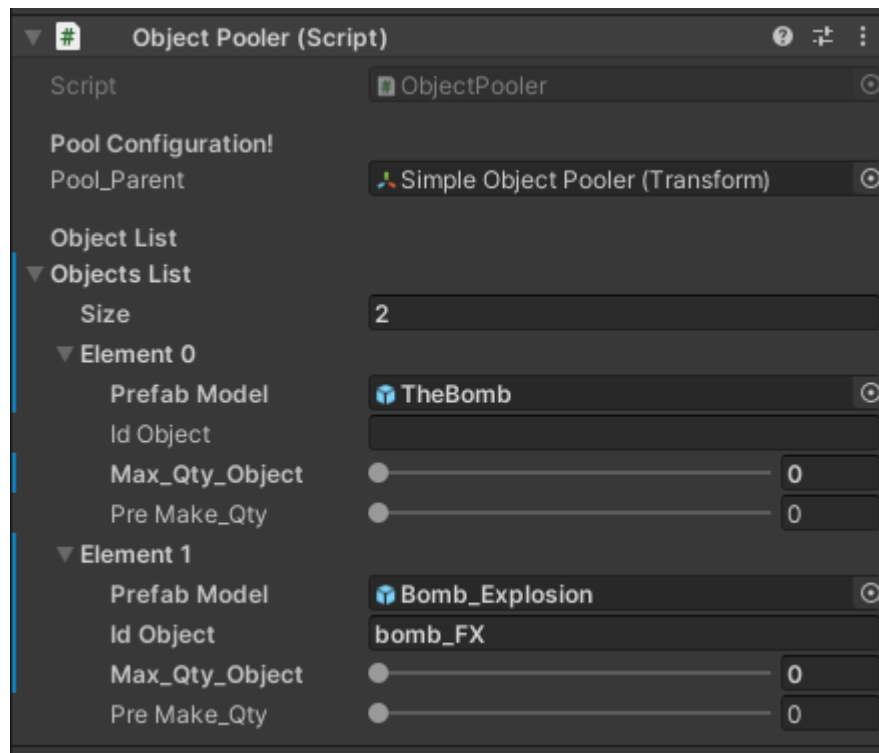 # Object Pooler (Script)
Script # ObjectPooler
Pool Configuration!
Pool_Parent Simple Object Pooler (Transform)
Object List
Objects List
Size 2
Element 0
Prefab Model TheBomb
Id Object
Max_Qty_Object 0
Pre Make_Qty 0
Element 1
Prefab Model Bomb_Explosion
Id Object bomb_FX
Max_Qty_Object 0
Pre Make_Qty 0